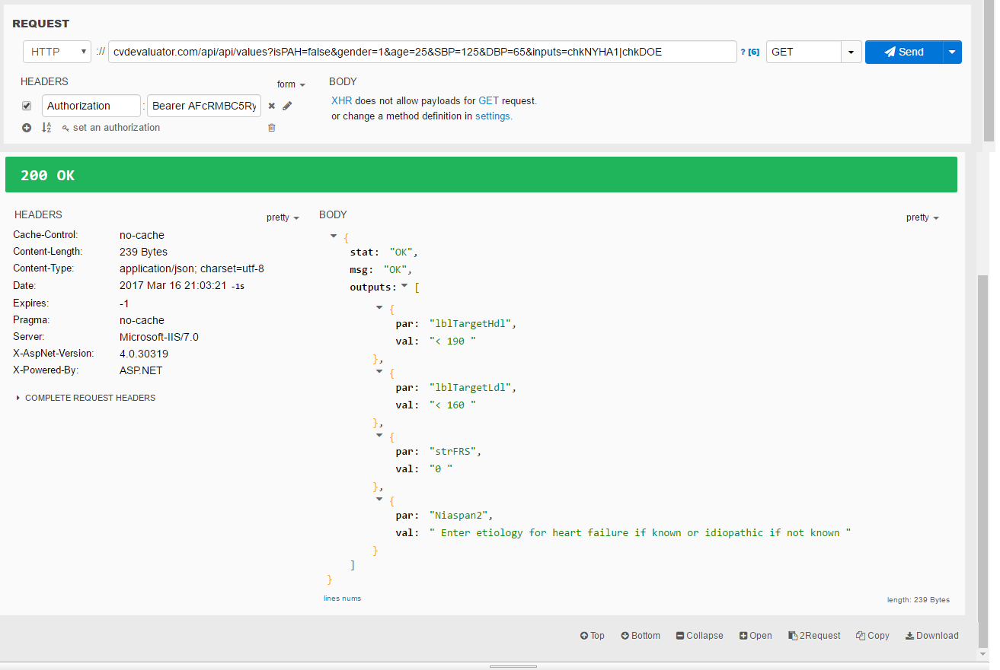 REQUEST
HTTP :// cvdevaluator.com/api/api/values?isPAH=false&gender=1&age=25&SBP=125&DBP=65&inputs=chkNYHA1|chkDOE ? [6] GET Send
HEADERS form BODY
Authorization : Bearer AFcRMBC5Ry XHR does not allow payloads for GET request.
or change a method definition in settings.
set an authorization
200 OK
HEADERS pretty BODY pretty
Cache-Control: no-cache
Content-Length: 239 Bytes
Content-Type: application/json; charset=utf-8
Date: 2017 Mar 16 21:03:21 -1s
Expires: -1
Pragma: no-cache
Server: Microsoft-IIS/7.0
X-AspNet-Version: 4.0.30319
X-Powered-By: ASP.NET
COMPLETE REQUEST HEADERS
{
stat: "OK",
msg: "OK",
outputs: [
{
par: "lblTargetHdl",
val: "< 190 "
},
{
par: "lblTargetLdl",
val: "< 160 "
},
{
par: "strFRS",
val: "0 "
},
{
par: "Niaspan2",
val: " Enter etiology for heart failure if known or idiopathic if not known "
}
]
}
lines nums length: 239 Bytes
Top Bottom Collapse Open 2Request Copy Download